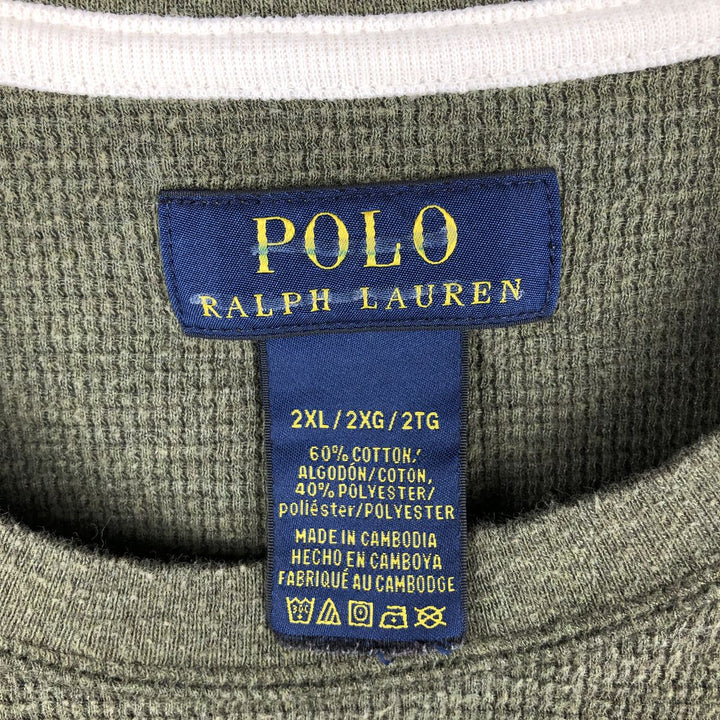 POLO
RALPH LAUREN
2XL/2XG/2TG
60% COTTON/
ALGODÓN/COTON,
40% POLYESTER/
poliéster/POLYESTER
MADE IN CAMBODIA
HECHO EN CAMBOYA
FABRIQUÉ AU CAMBODGE
30C